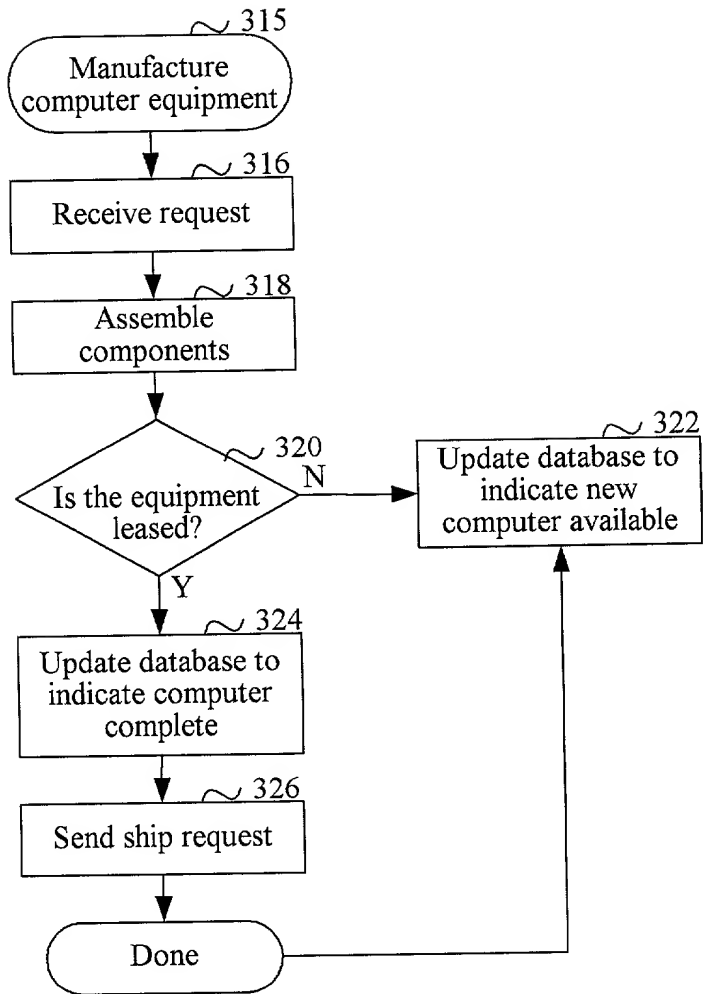 315
Manufacture
computer equipment
316
Receive request
318
Assemble
components
320
Is the equipment
leased?
N
322
Update database to
indicate new
computer available
Y
324
Update database to
indicate computer
complete
326
Send ship request
Done